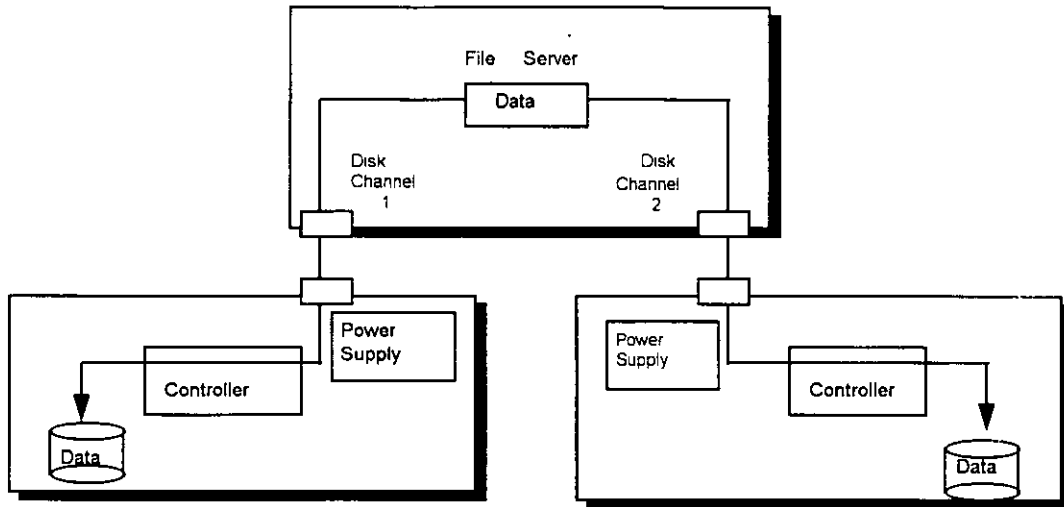 File Server
Data
Disk
Channel
1
Disk
Channel
2
Power
Supply
Controller
Data
Power
Supply
Controller
Data